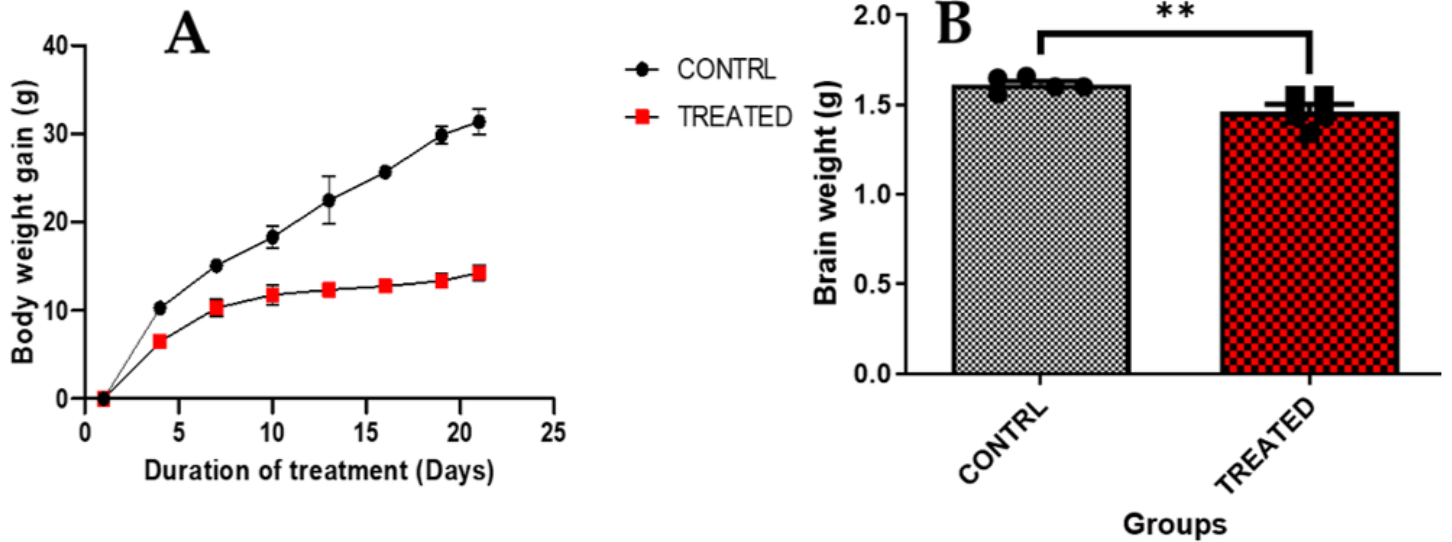 A
40
30
20
10
0
0 5 10 15 20 25
Body weight gain (g)
Duration of treatment (Days)
CONTRL
TREATED
B
**
2.0
1.5
1.0
0.5
0.0
Brain weight (g)
CONTRL
TREATED
Groups